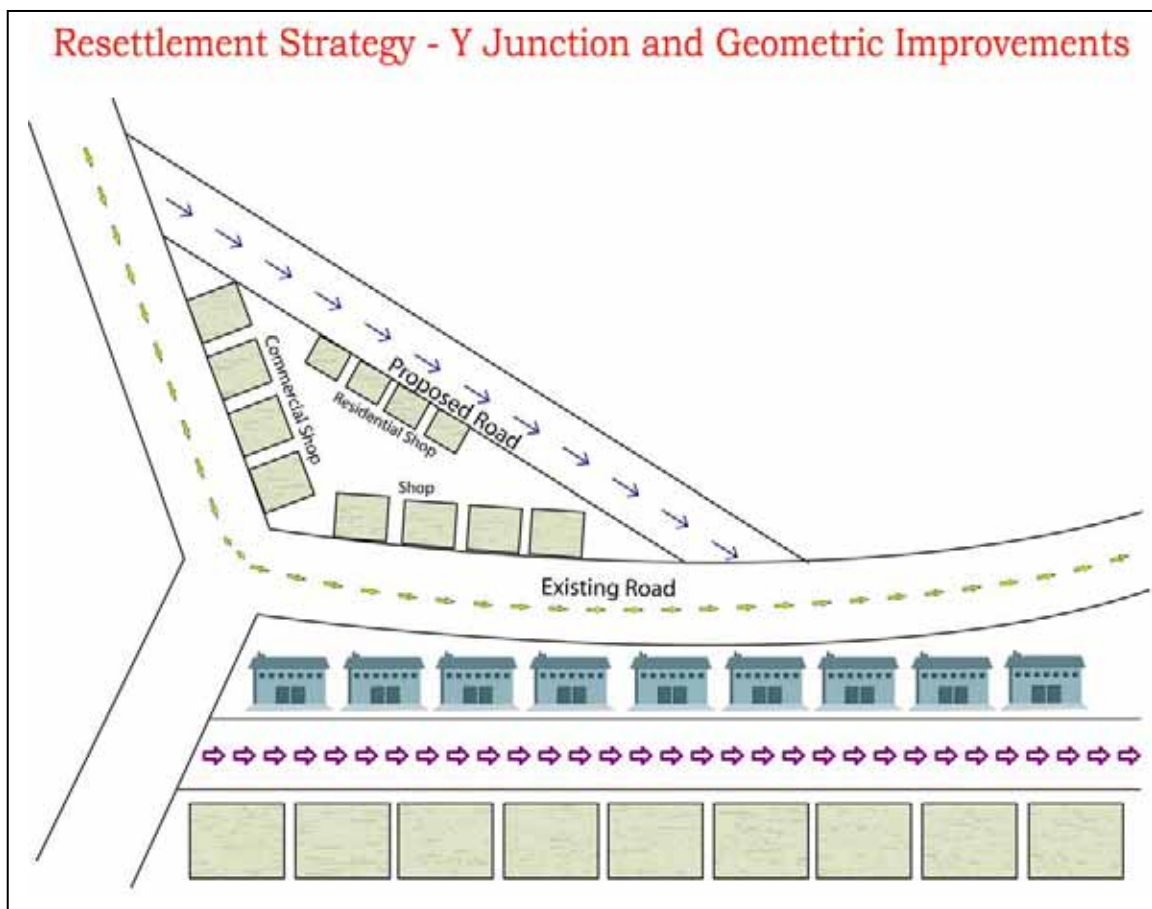 Resettlement Strategy - Y Junction and Geometric Improvements
Commercial Shop
Proposed Road
Residential Shop
Shop
Existing Road